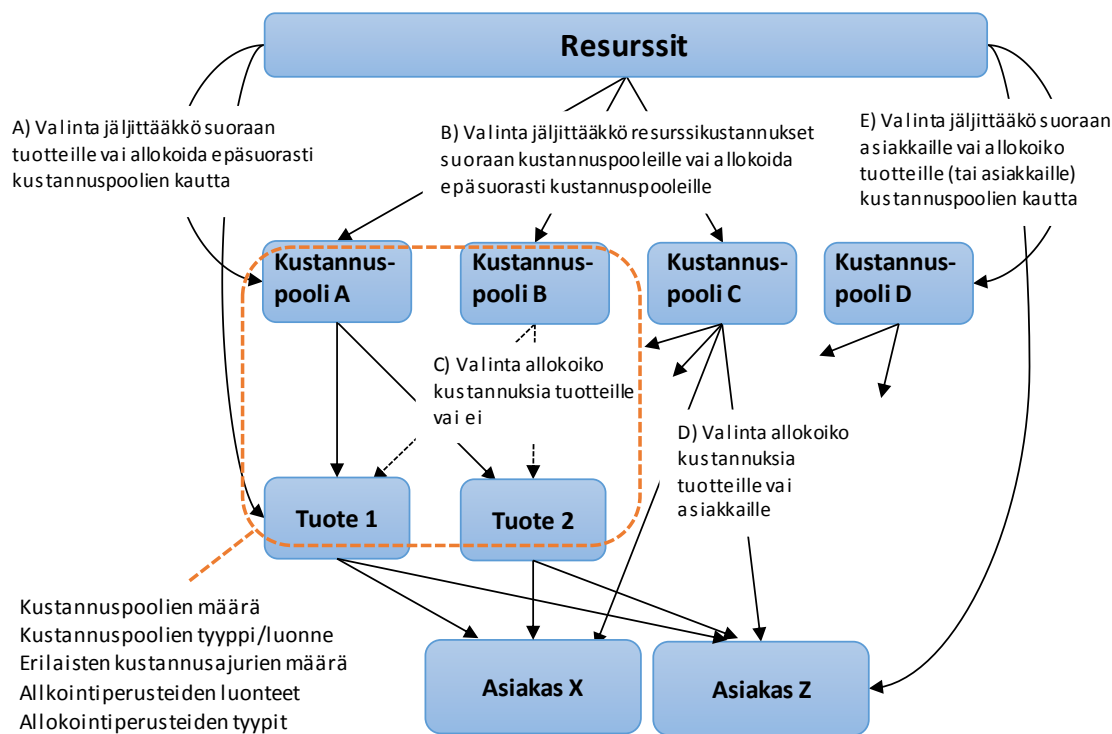 Resurssit
A) Valinta jäljittääkkö suoraan
tuotteille vai allokoida epäsuorasti
kustannuspoolien kautta
B) Valinta jäljittääkkö resurssikustannukset
suoraan kustannuspooleille vai allokoida
epäsuorasti kustannuspooleille
E) Valinta jäljittääkö suoraan
asiakkaille vai allokoiko
tuotteille (tai asiakkaille)
kustannuspoolien kautta
Kustannus-
pooli A
Kustannus-
pooli B
Kustannus-
pooli C
Kustannus-
pooli D
C) Valinta allokoiko
kustannuksia tuotteille
vai ei
D) Valinta allokoiko
kustannuksia
tuotteille vai
asiakkaille
Tuote 1
Tuote 2
Kustannuspoolien määrä
Kustannuspoolien tyyppi/luonne
Erilaisten kustannusajurien määrä
Allkointiperusteiden luonteet
Allokointiperusteiden tyypit
Asiakas X
Asiakas Z